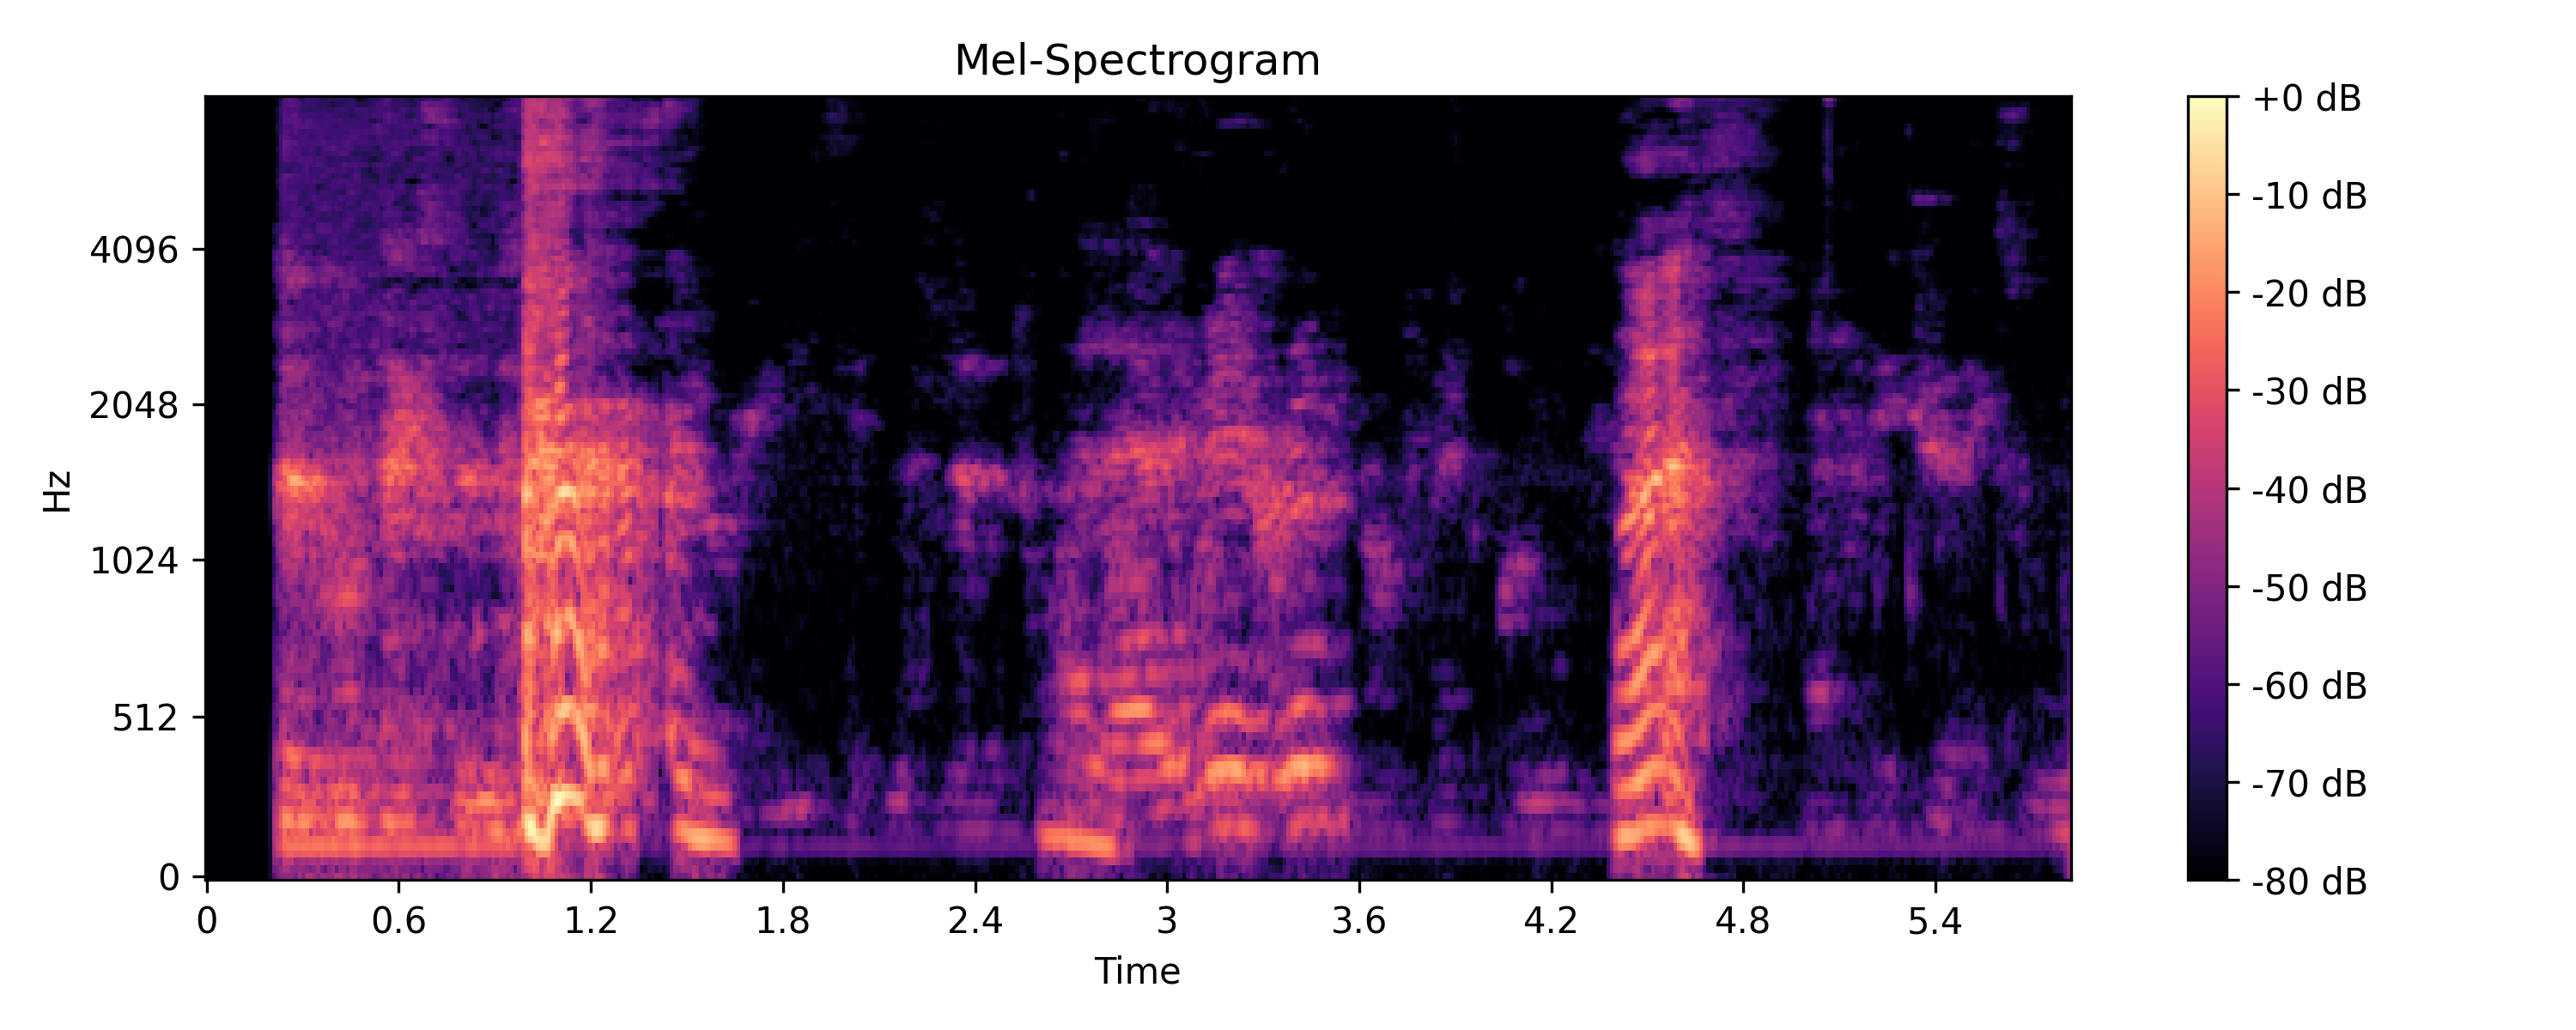 Mel-Spectrogram
+0 dB
-10 dB
-20 dB
-30 dB
-40 dB
-50 dB
-60 dB
-70 dB
-80 dB
4096
2048
1024
512
0
Hz
0 0.6 1.2 1.8 2.4 3 3.6 4.2 4.8 5.4
Time